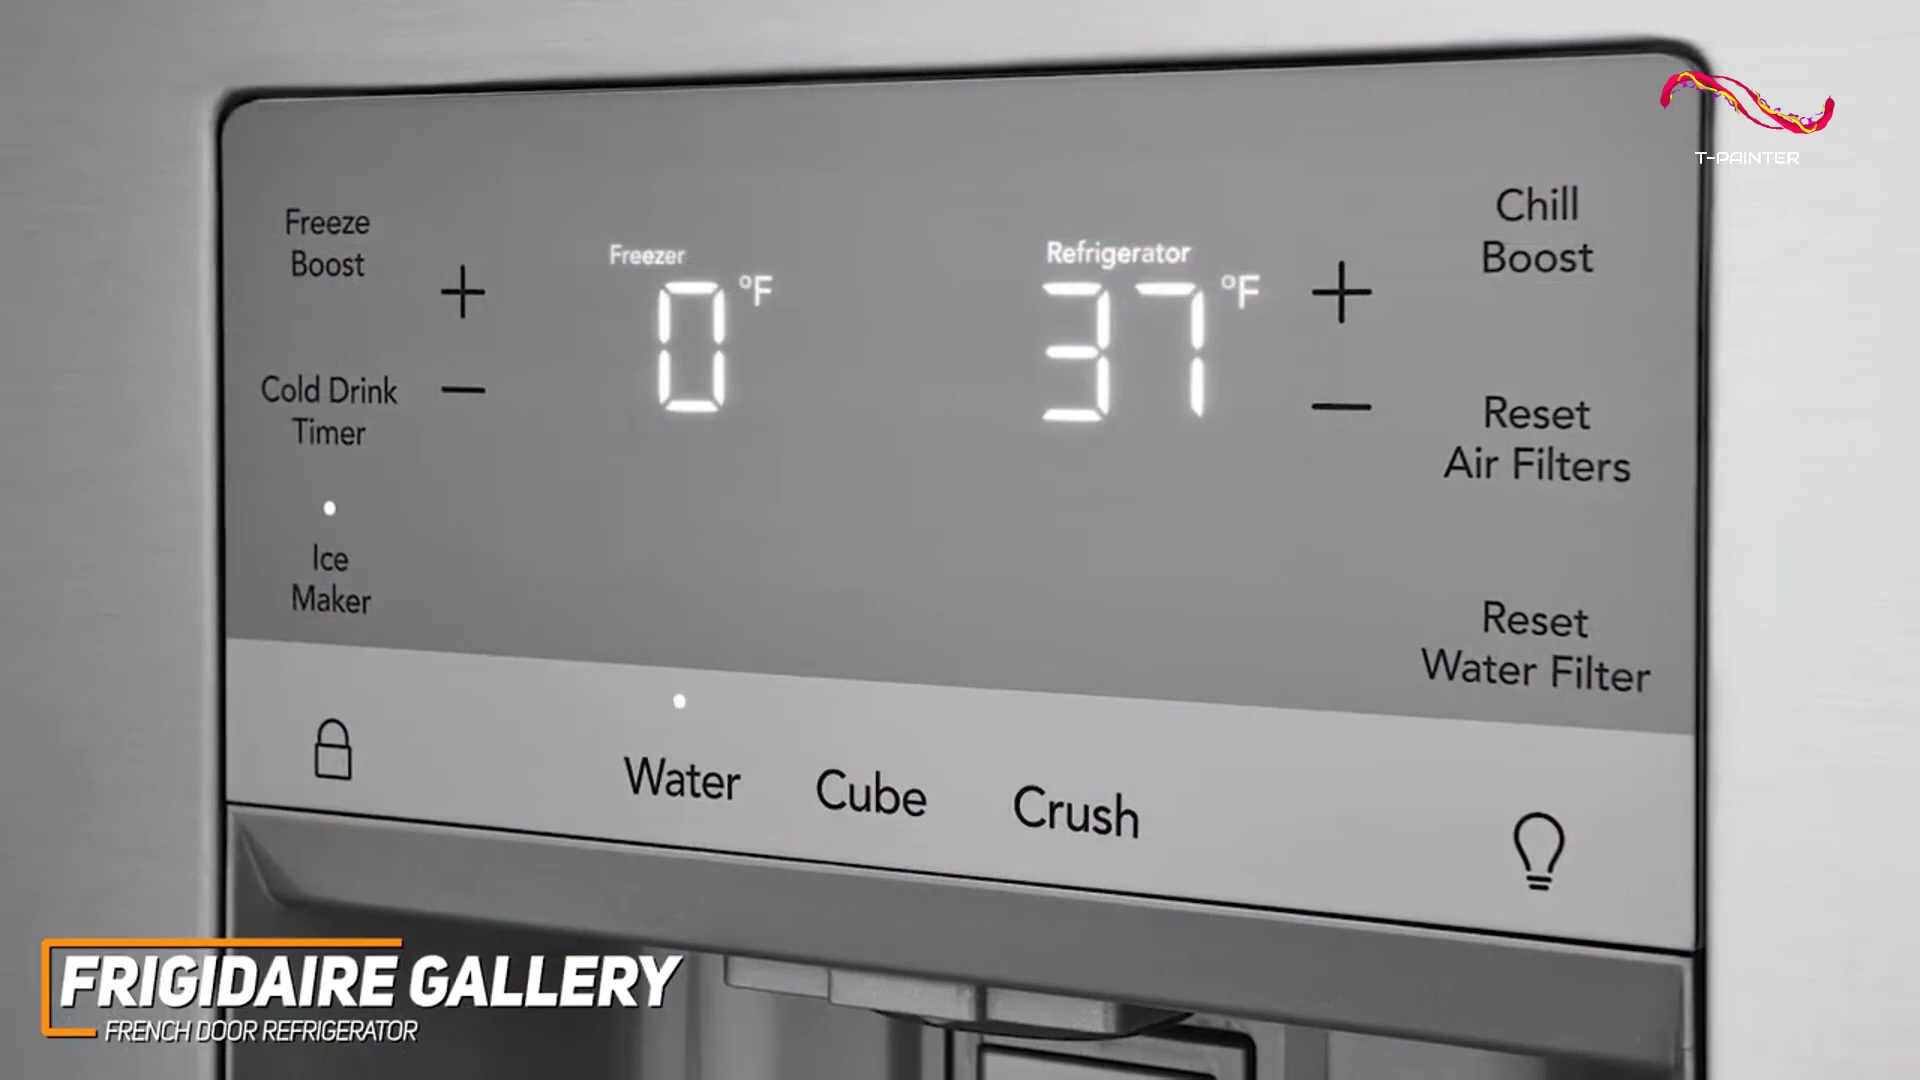 T-PAINTER
Freeze
Boost
Freezer
0 °F
Refrigerator
37 °F
Chill
Boost
+
+
Cold Drink
Timer
−
−
Reset
Air Filters
Ice
Maker
Reset
Water Filter
Water
Cube
Crush
FRIGIDAIRE GALLERY
FRENCH DOOR REFRIGERATOR